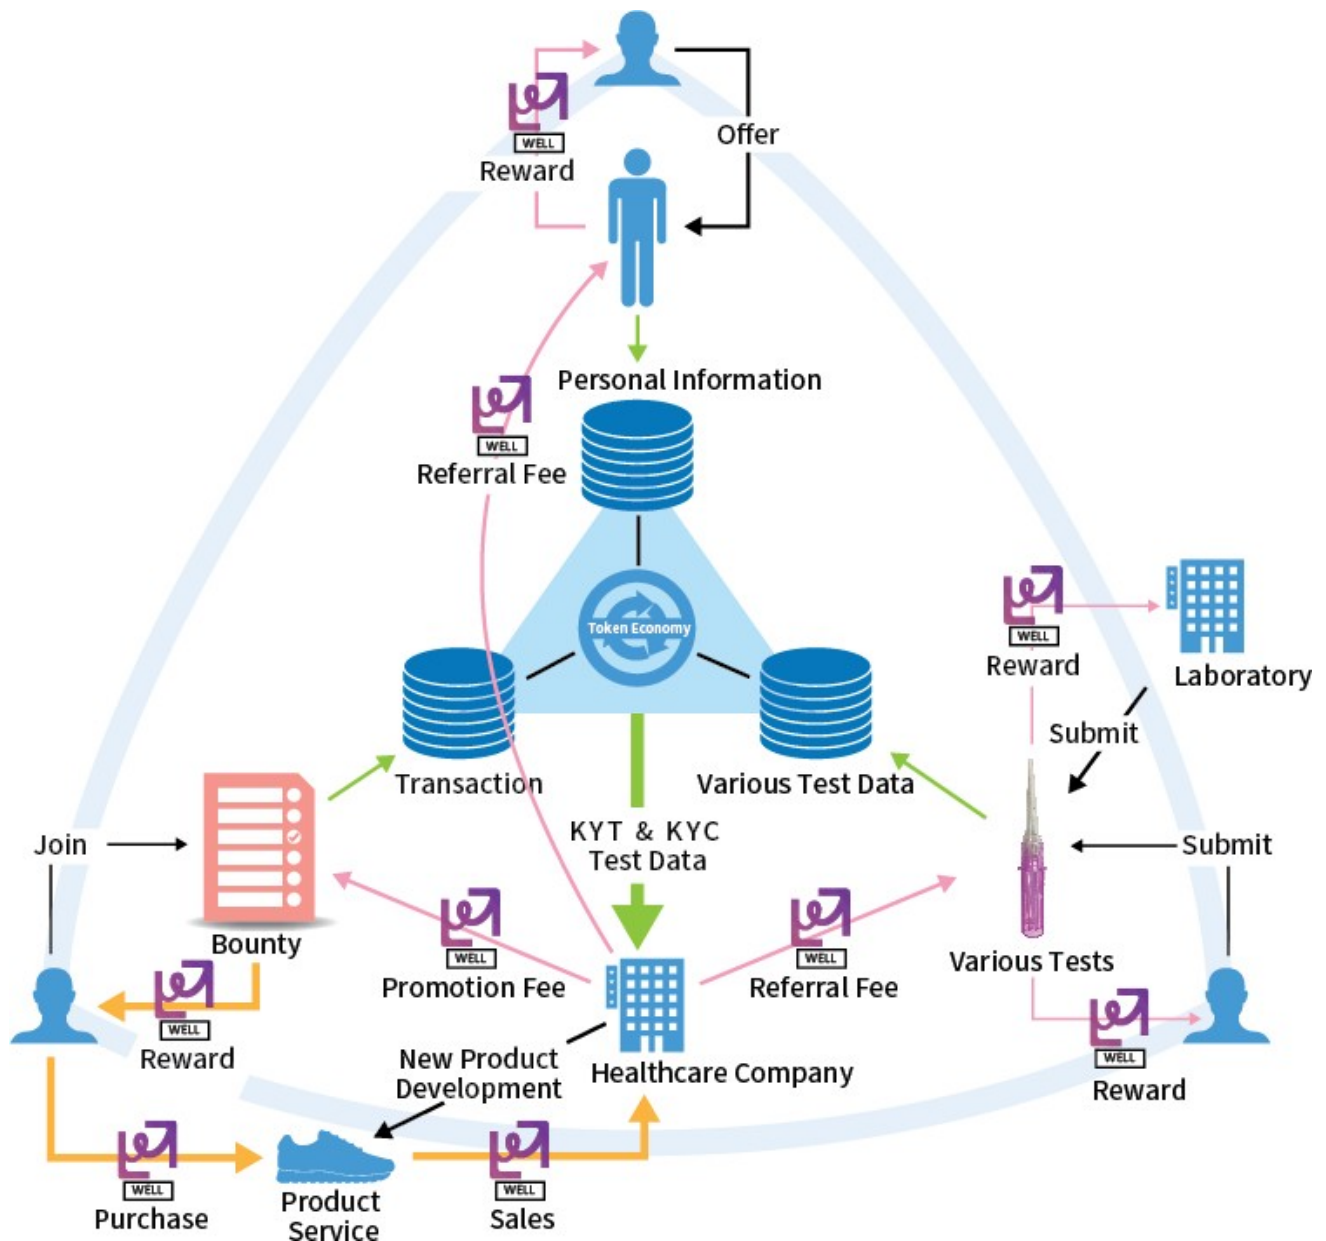 Offer
WELL
Reward
Personal Information
WELL
Referral Fee
Token Economy
WELL
Reward
Laboratory
Submit
Transaction
Various Test Data
KYT & KYC
Test Data
Join
Submit
Bounty
WELL
Promotion Fee
WELL
Referral Fee
Various Tests
WELL
Reward
New Product
Development
Healthcare Company
WELL
Reward
WELL
Purchase
Product
Service
WELL
Sales